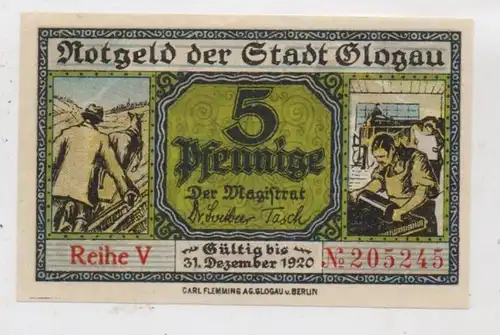 Notgeld der Stadt Glogau
5
Pfennige
Der Magistrat
Tasch
Reihe V
Gültig bis
31. Dezember 1920
№ 205245
CARL FLEMMING AG. GLOGAU u. BERLIN